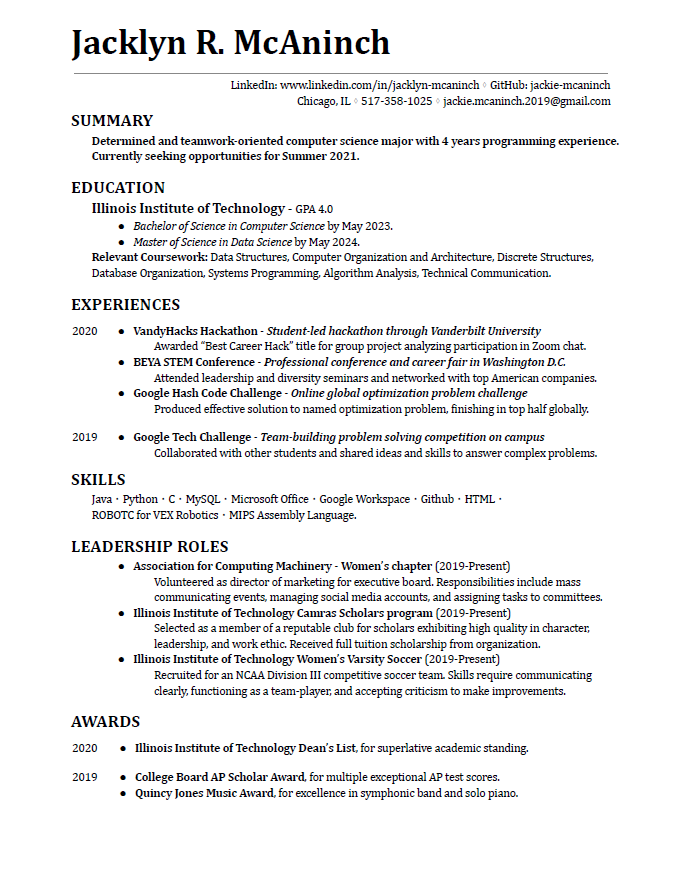 Jacklyn R. McAninch
LinkedIn: www.linkedin.com/in/jacklyn-mcaninch ◊ GitHub: jackie-mcaninch
Chicago, IL ◊ 517-358-1025 ◊ jackie.mcaninch.2019@gmail.com
SUMMARY
Determined and teamwork-oriented computer science major with 4 years programming experience.
Currently seeking opportunities for Summer 2021.
EDUCATION
Illinois Institute of Technology - GPA 4.0
● Bachelor of Science in Computer Science by May 2023.
● Master of Science in Data Science by May 2024.
Relevant Coursework: Data Structures, Computer Organization and Architecture, Discrete Structures,
Database Organization, Systems Programming, Algorithm Analysis, Technical Communication.
EXPERIENCES
2020 ● VandyHacks Hackathon - Student-led hackathon through Vanderbilt University
Awarded “Best Career Hack” title for group project analyzing participation in Zoom chat.
● BEYA STEM Conference - Professional conference and career fair in Washington D.C.
Attended leadership and diversity seminars and networked with top American companies.
● Google Hash Code Challenge - Online global optimization problem challenge
Produced effective solution to named optimization problem, finishing in top half globally.
2019 ● Google Tech Challenge - Team-building problem solving competition on campus
Collaborated with other students and shared ideas and skills to answer complex problems.
SKILLS
Java · Python · C · MySQL · Microsoft Office · Google Workspace · Github · HTML ·
ROBOTC for VEX Robotics · MIPS Assembly Language.
LEADERSHIP ROLES
● Association for Computing Machinery - Women’s chapter (2019-Present)
Volunteered as director of marketing for executive board. Responsibilities include mass
communicating events, managing social media accounts, and assigning tasks to committees.
● Illinois Institute of Technology Camras Scholars program (2019-Present)
Selected as a member of a reputable club for scholars exhibiting high quality in character,
leadership, and work ethic. Received full tuition scholarship from organization.
● Illinois Institute of Technology Women’s Varsity Soccer (2019-Present)
Recruited for an NCAA Division III competitive soccer team. Skills require communicating
clearly, functioning as a team-player, and accepting criticism to make improvements.
AWARDS
2020 ● Illinois Institute of Technology Dean’s List, for superlative academic standing.
2019 ● College Board AP Scholar Award, for multiple exceptional AP test scores.
● Quincy Jones Music Award, for excellence in symphonic band and solo piano.